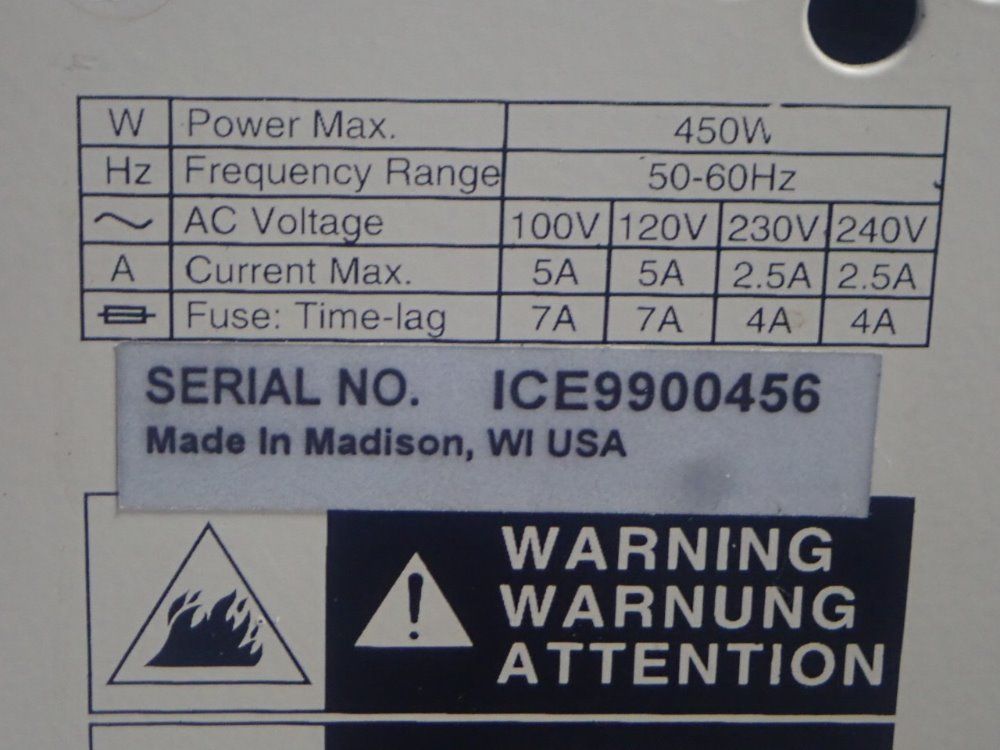 W Power Max. 450W
Hz Frequency Range 50-60Hz
AC Voltage 100V 120V 230V 240V
A Current Max. 5A 5A 2.5A 2.5A
Fuse: Time-lag 7A 7A 4A 4A
SERIAL NO. ICE9900456
Made In Madison, WI USA
WARNING
WARNUNG
ATTENTION